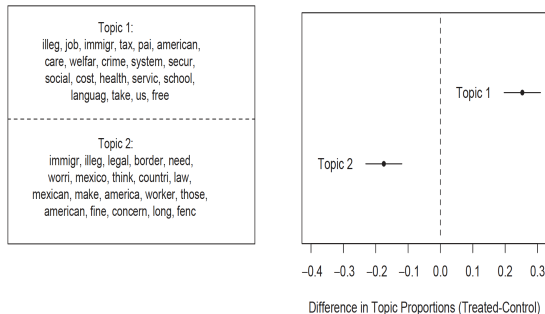 Topic 1:
illeg, job, immigr, tax, pai, american,
care, welfar, crime, system, secur,
social, cost, health, servic, school,
languag, take, us, free
Topic 2:
immigr, illeg, legal, border, need,
worri, mexico, think, countri, law,
mexican, make, america, worker, those,
american, fine, concern, long, fenc
Topic 1
Topic 2
−0.4 −0.3 −0.2 −0.1 0.0 0.1 0.2 0.3
Difference in Topic Proportions (Treated-Control)